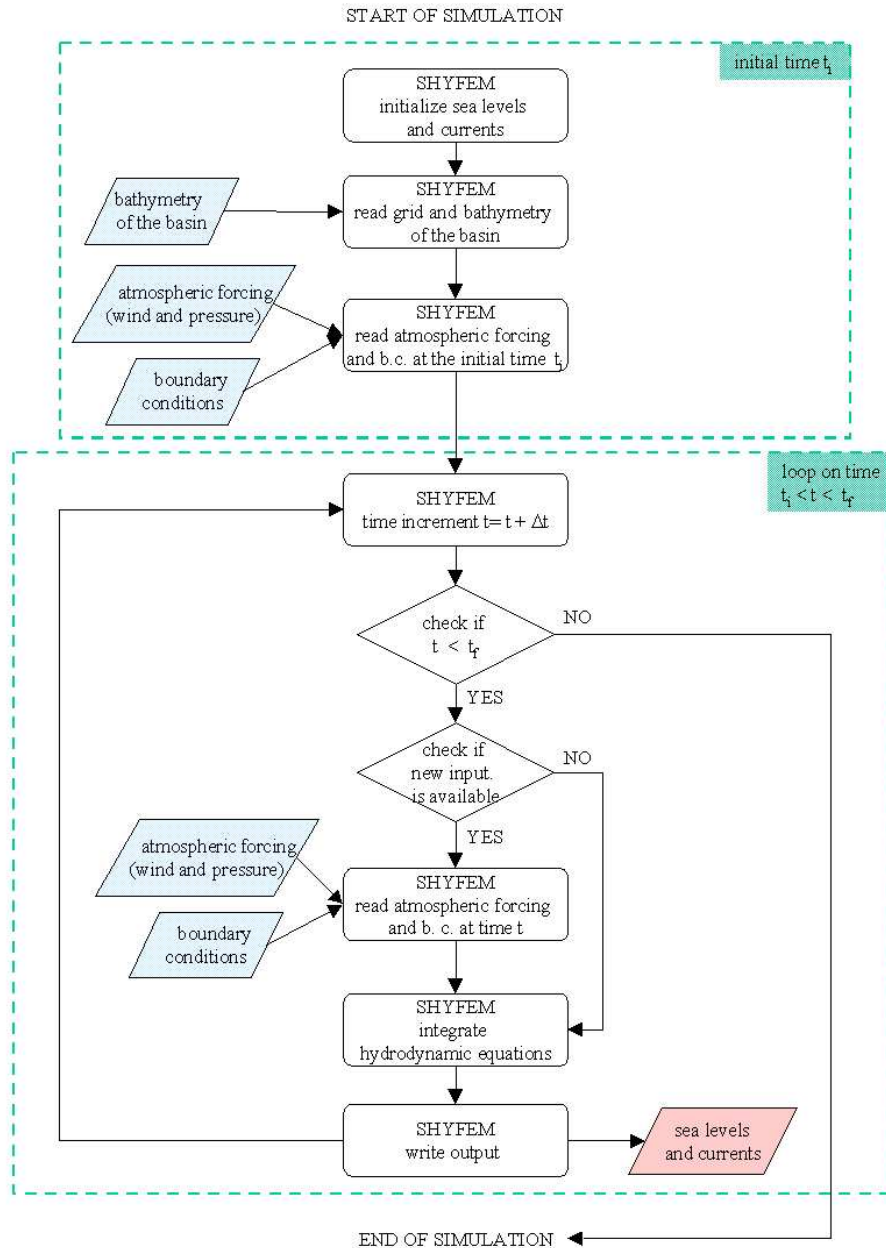 START OF SIMULATION
initial time tᵢ
SHYFEM
initialize sea levels
and currents
bathymetry
of the basin
SHYFEM
read grid and bathymetry
of the basin
atmospheric forcing
(wind and pressure)
SHYFEM
read atmospheric forcing
and b.c. at the initial time tᵢ
boundary
conditions
loop on time
tᵢ < t < t_f
SHYFEM
time increment t= t + Δt
check if
t < t_f
NO
YES
check if
new input.
is available
NO
YES
atmospheric forcing
(wind and pressure)
SHYFEM
read atmospheric forcing
and b. c. at time t
boundary
conditions
SHYFEM
integrate
hydrodynamic equations
SHYFEM
write output
sea levels
and currents
END OF SIMULATION